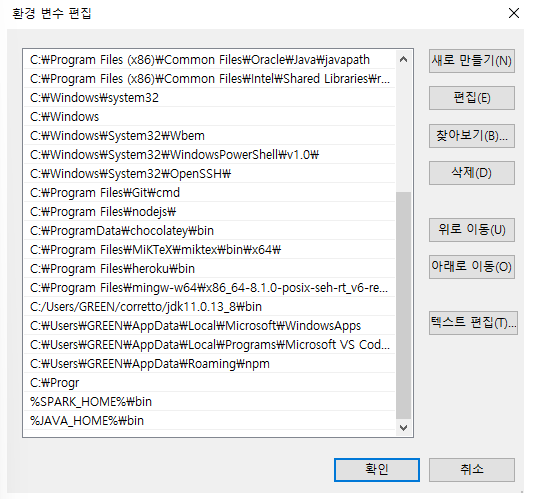 환경 변수 편집
C:₩Program Files (x86)₩Common Files₩Oracle₩Java₩javapath
C:₩Program Files (x86)₩Common Files₩Intel₩Shared Libraries₩r...
C:₩Windows₩system32
C:₩Windows
C:₩Windows₩System32₩Wbem
C:₩Windows₩System32₩WindowsPowerShell₩v1.0₩
C:₩Windows₩System32₩OpenSSH₩
C:₩Program Files₩Git₩cmd
C:₩Program Files₩nodejs₩
C:₩ProgramData₩chocolatey₩bin
C:₩Program Files₩MiKTeX₩miktex₩bin₩x64₩
C:₩Program Files₩heroku₩bin
C:₩Program Files₩mingw-w64₩x86_64-8.1.0-posix-seh-rt_v6-re...
C:/Users/GREEN/corretto/jdk11.0.13_8₩bin
C:₩Users₩GREEN₩AppData₩Local₩Microsoft₩WindowsApps
C:₩Users₩GREEN₩AppData₩Local₩Programs₩Microsoft VS Cod...
C:₩Users₩GREEN₩AppData₩Roaming₩npm
C:₩Progr
%SPARK_HOME%₩bin
%JAVA_HOME%₩bin
새로 만들기(N)
편집(E)
찾아보기(B)...
삭제(D)
위로 이동(U)
아래로 이동(O)
텍스트 편집(T)...
확인
취소